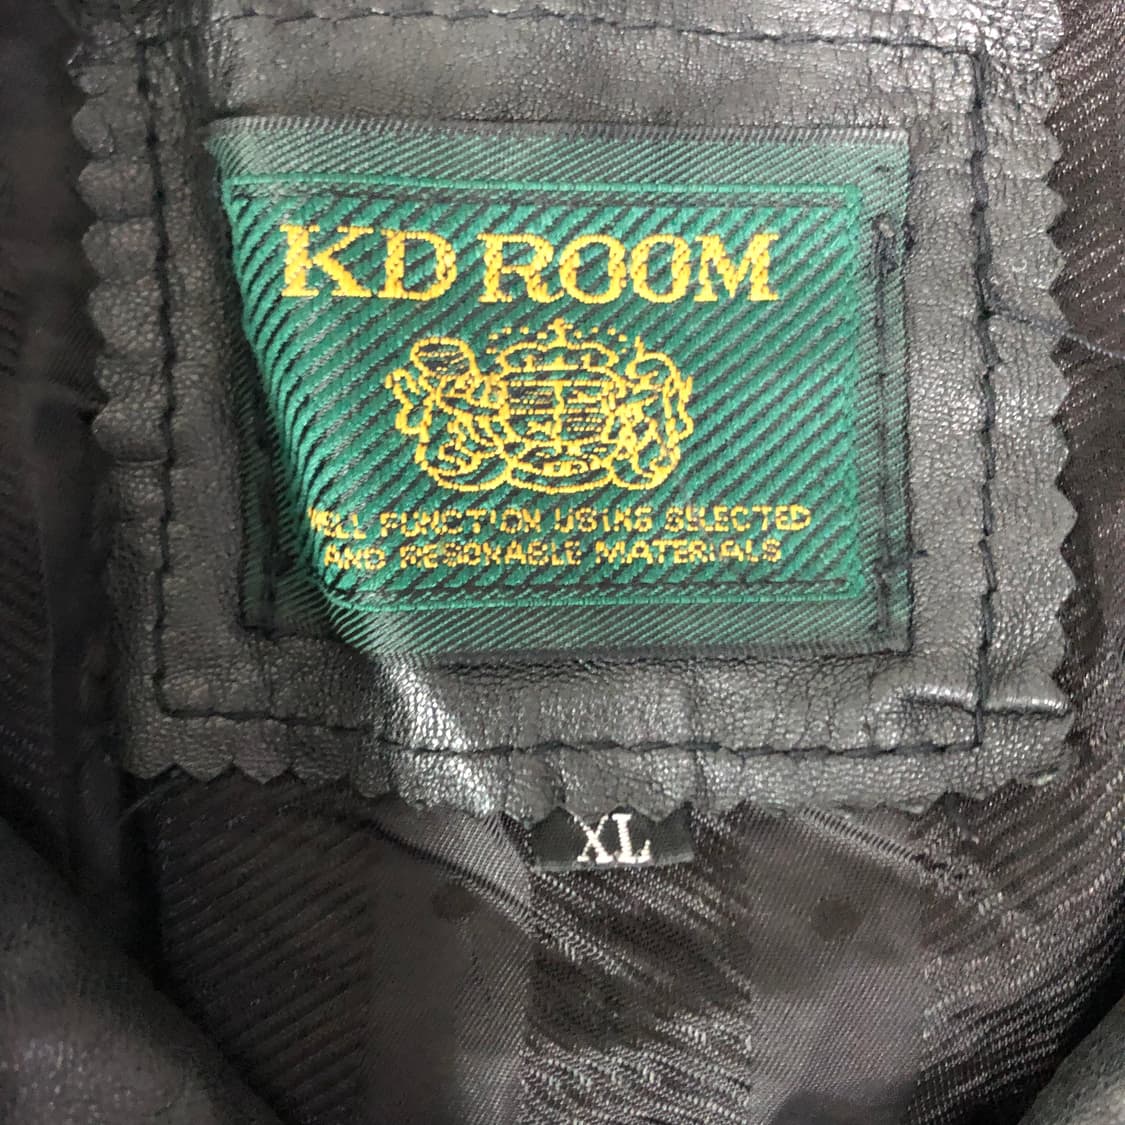 KD ROOM
WELL FUNCTION USING SELECTED
AND RESONABLE MATERIALS
XL